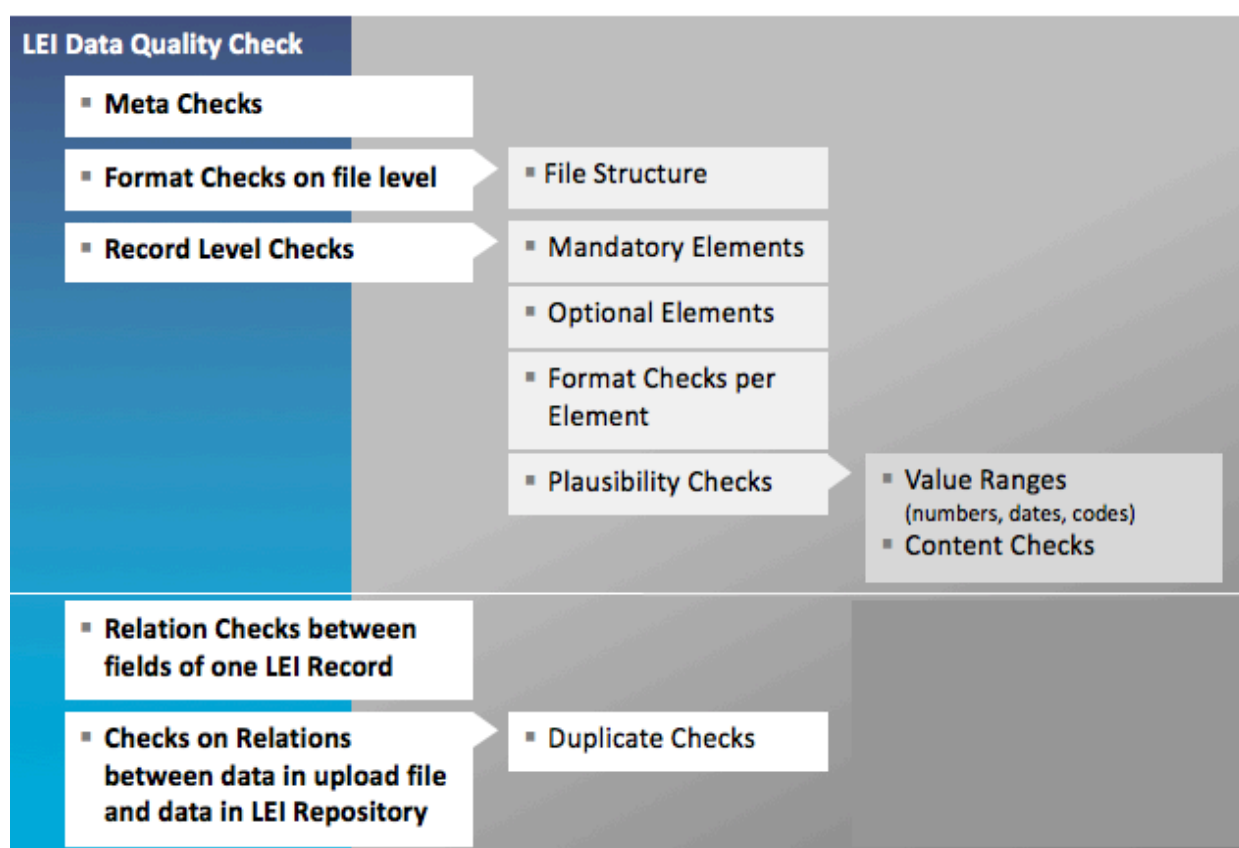 LEI Data Quality Check
▪ Meta Checks
▪ Format Checks on file level
▪ File Structure
▪ Record Level Checks
▪ Mandatory Elements
▪ Optional Elements
▪ Format Checks per
Element
▪ Plausibility Checks
▪ Value Ranges
(numbers, dates, codes)
▪ Content Checks
▪ Relation Checks between
fields of one LEI Record
▪ Checks on Relations
between data in upload file
and data in LEI Repository
▪ Duplicate Checks